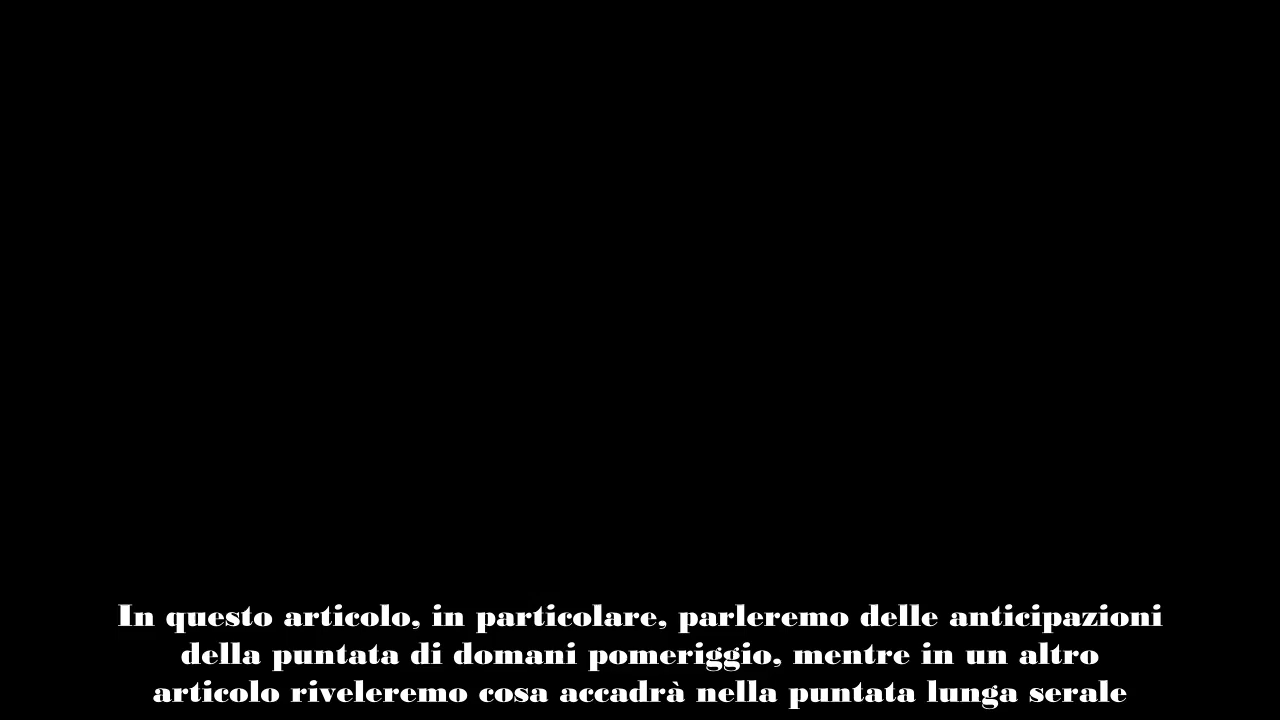 In questo articolo, in particolare, parleremo delle anticipazioni
della puntata di domani pomeriggio, mentre in un altro
articolo riveleremo cosa accadrà nella puntata lunga serale